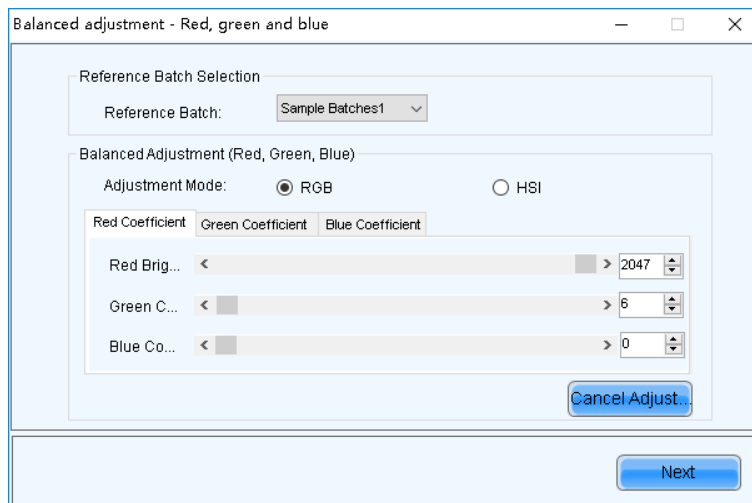 Balanced adjustment - Red, green and blue
Reference Batch Selection
Reference Batch: Sample Batches1
Balanced Adjustment (Red, Green, Blue)
Adjustment Mode: RGB HSI
Red Coefficient Green Coefficient Blue Coefficient
Red Brig... 2047
Green C... 6
Blue Co... 0
Cancel Adjust...
Next